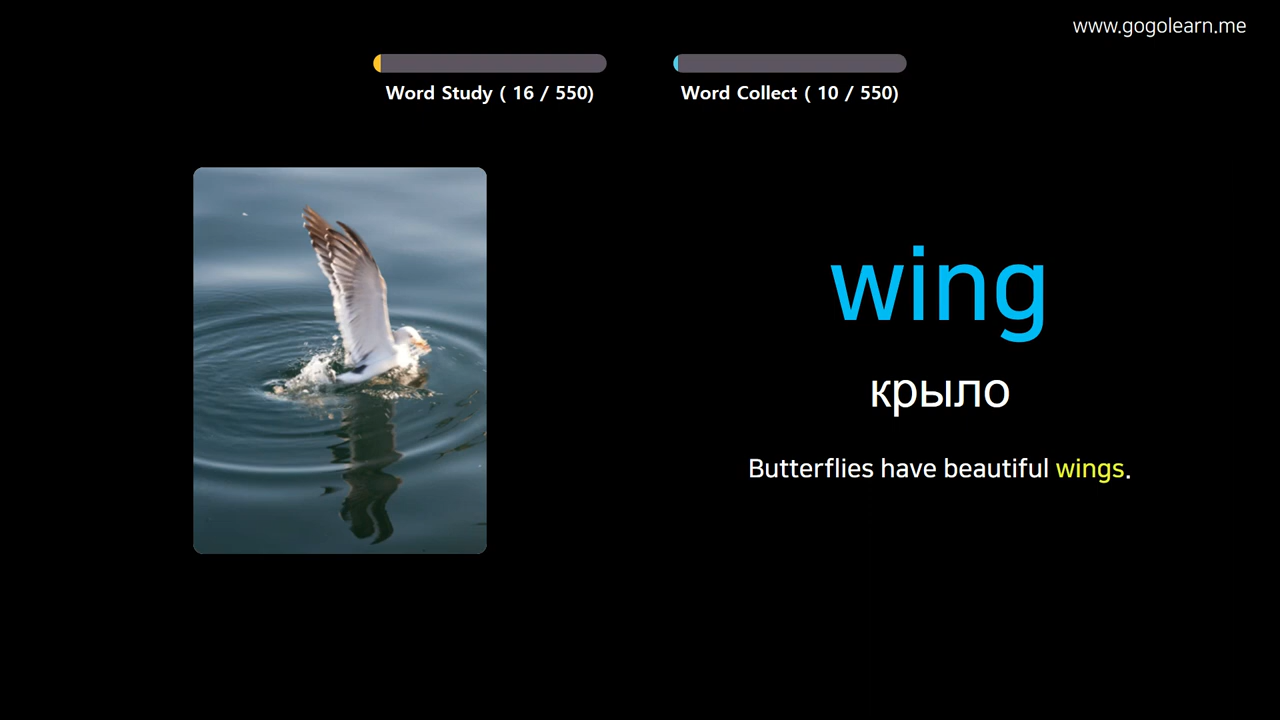 www.gogolearn.me
Word Study ( 16 / 550)
Word Collect ( 10 / 550)
wing
крыло
Butterflies have beautiful wings.